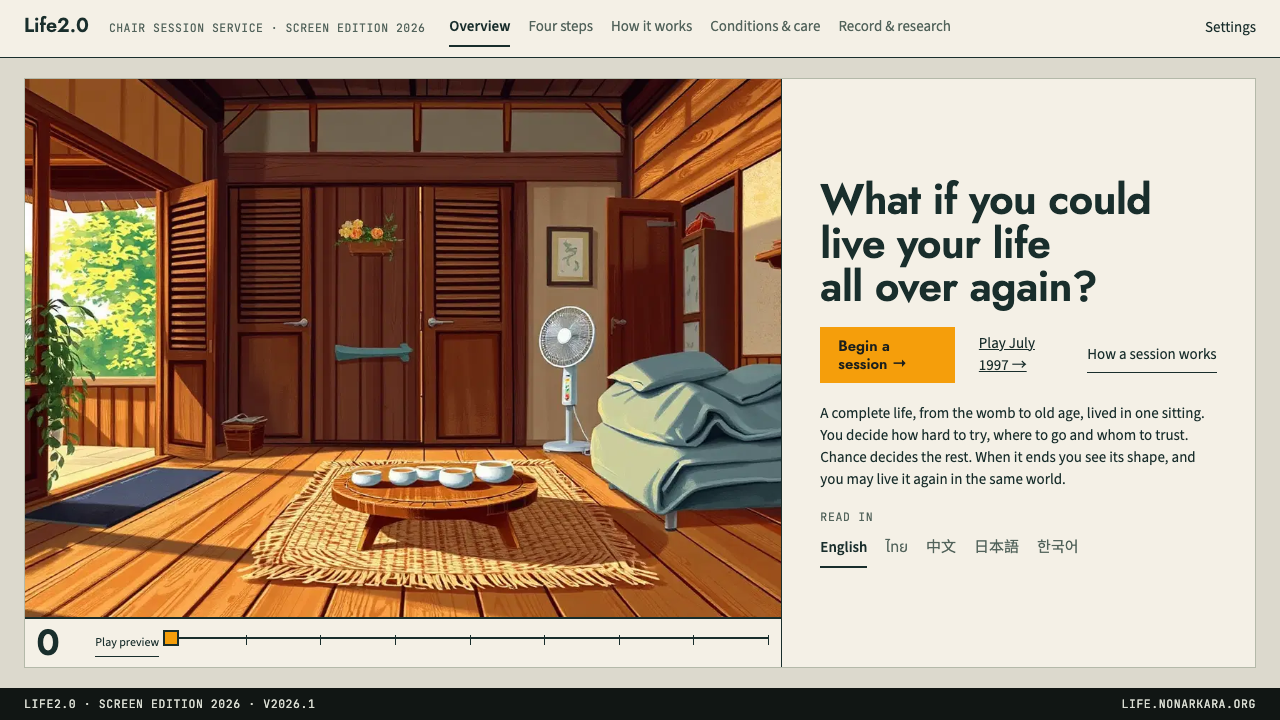 Life2.0
CHAIR SESSION SERVICE · SCREEN EDITION 2026
Overview
Four steps
How it works
Conditions & care
Record & research
Settings
What if you could
live your life
all over again?
Begin a
session →
Play July
1997 →
How a session works
A complete life, from the womb to old age, lived in one sitting.
You decide how hard to try, where to go and whom to trust.
Chance decides the rest. When it ends you see its shape, and
you may live it again in the same world.
READ IN
English ไทย 中文 日本語 한국어
0
Play preview
LIFE2.0 · SCREEN EDITION 2026 · V2026.1
LIFE.NONARKARA.ORG